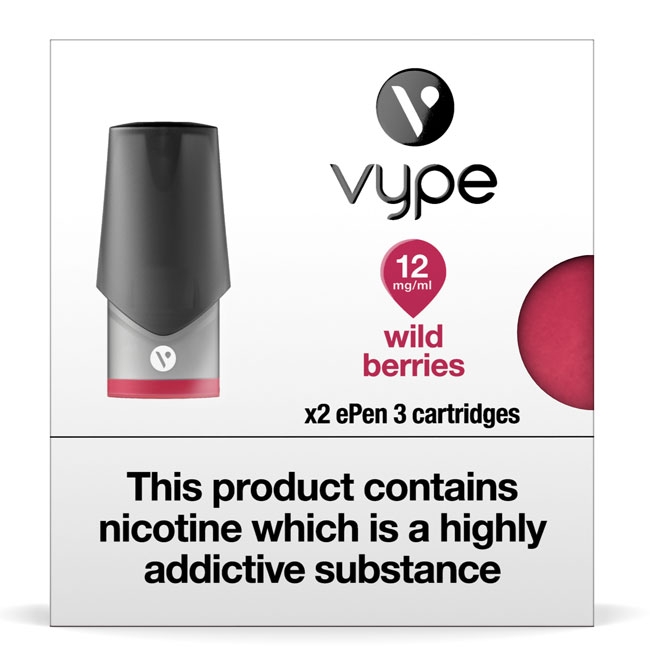 vype
12
mg/ml
wild
berries
x2 ePen 3 cartridges
This product contains
nicotine which is a highly
addictive substance